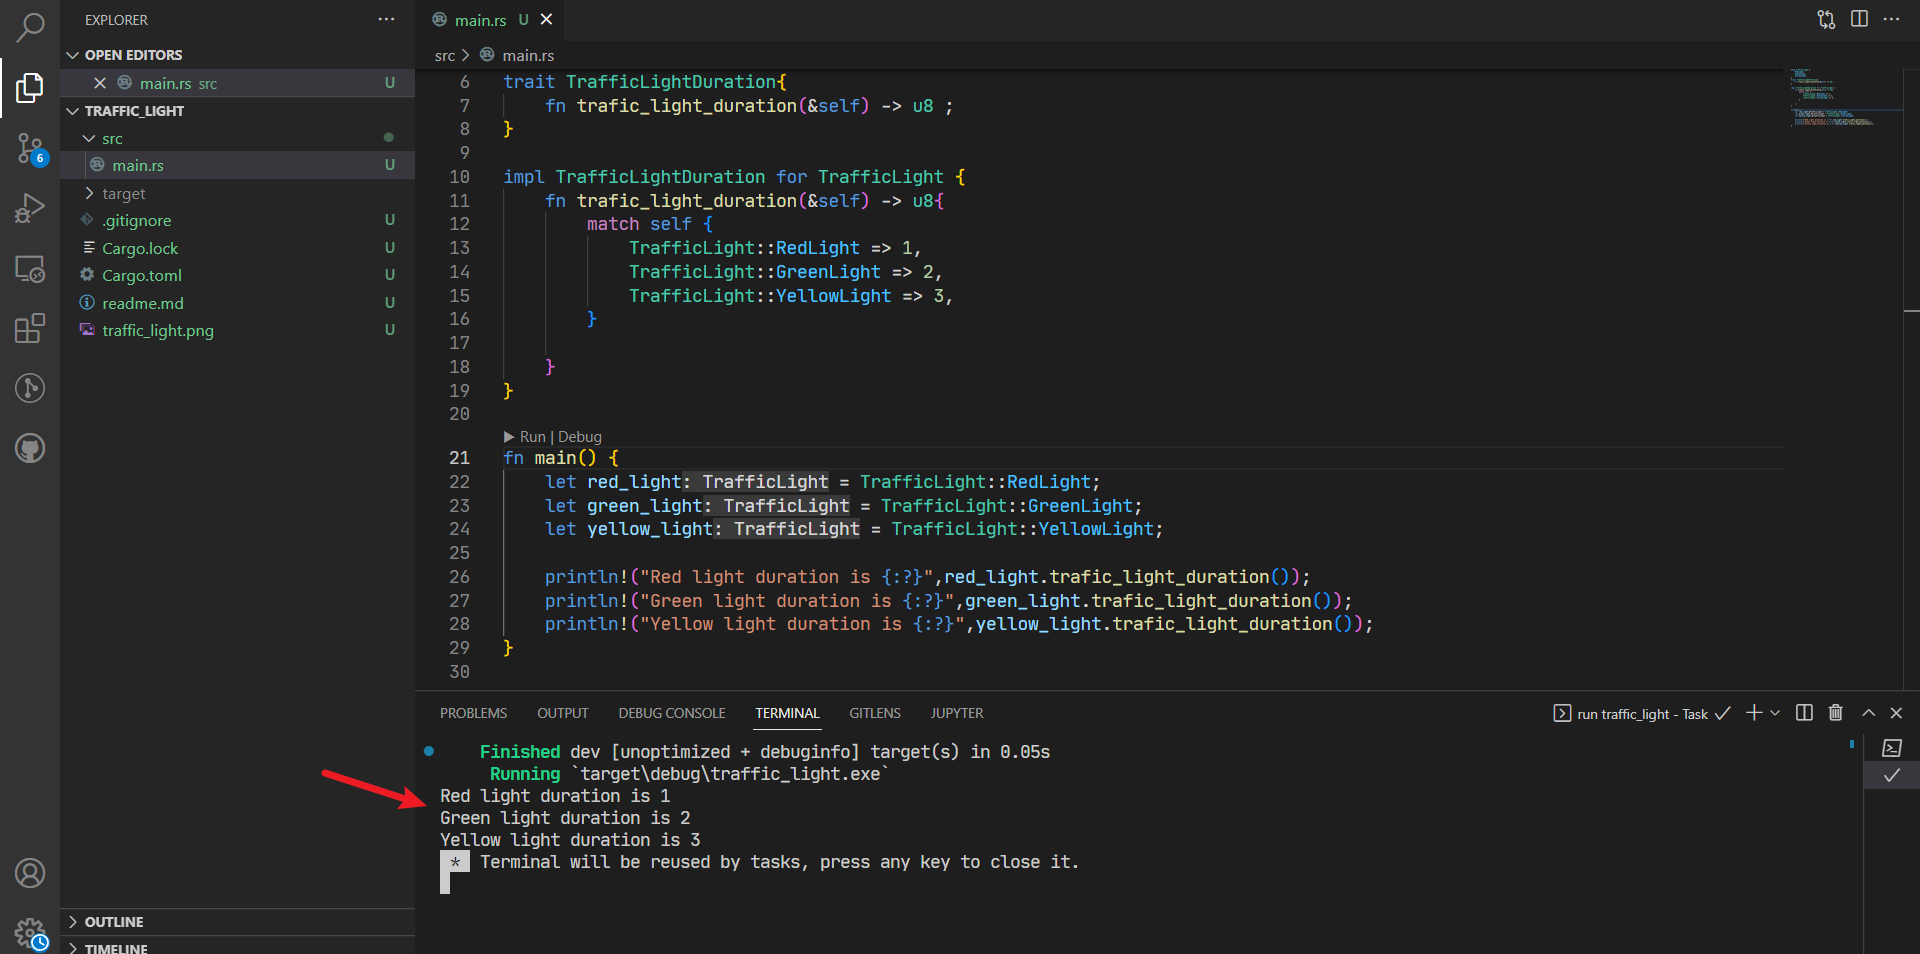 EXPLORER
OPEN EDITORS
main.rs src U
TRAFFIC_LIGHT
src
main.rs U
target
.gitignore U
Cargo.lock U
Cargo.toml U
readme.md U
traffic_light.png U
6
OUTLINE
TIMELINE
main.rs U
src > main.rs
6 trait TrafficLightDuration{
7 fn trafic_light_duration(&self) -> u8 ;
8 }
9
10 impl TrafficLightDuration for TrafficLight {
11 fn trafic_light_duration(&self) -> u8{
12 match self {
13 TrafficLight::RedLight => 1,
14 TrafficLight::GreenLight => 2,
15 TrafficLight::YellowLight => 3,
16 }
17
18 }
19 }
20
Run | Debug
21 fn main() {
22 let red_light: TrafficLight = TrafficLight::RedLight;
23 let green_light: TrafficLight = TrafficLight::GreenLight;
24 let yellow_light: TrafficLight = TrafficLight::YellowLight;
25
26 println!("Red light duration is {:?}",red_light.trafic_light_duration());
27 println!("Green light duration is {:?}",green_light.trafic_light_duration());
28 println!("Yellow light duration is {:?}",yellow_light.trafic_light_duration());
29 }
30
PROBLEMS OUTPUT DEBUG CONSOLE TERMINAL GITLENS JUPYTER
run traffic_light - Task
Finished dev [unoptimized + debuginfo] target(s) in 0.05s
Running `target\debug\traffic_light.exe`
Red light duration is 1
Green light duration is 2
Yellow light duration is 3
* Terminal will be reused by tasks, press any key to close it.